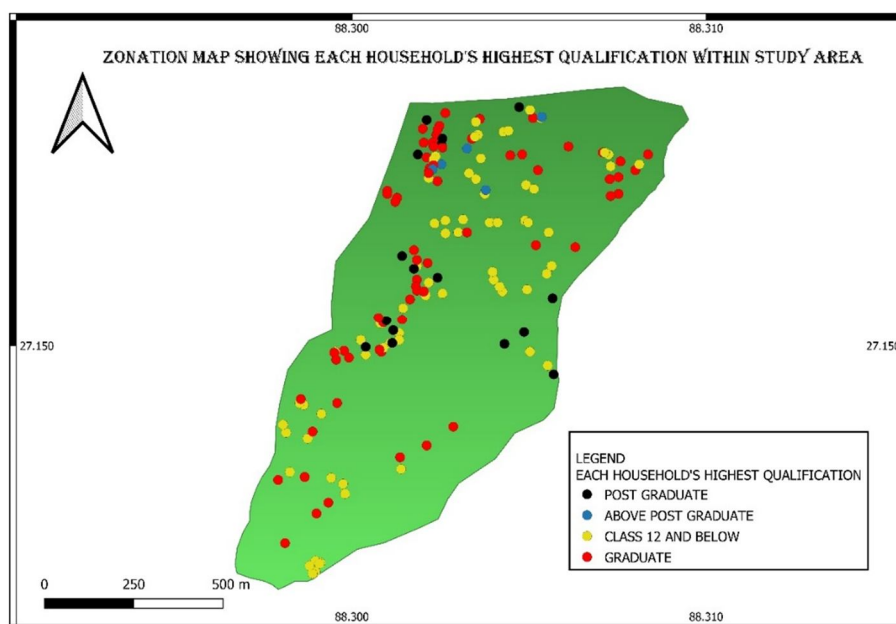 88.300 88.310
ZONATION MAP SHOWING EACH HOUSEHOLD'S HIGHEST QUALIFICATION WITHIN STUDY AREA
27.150 27.150
LEGEND
EACH HOUSEHOLD'S HIGHEST QUALIFICATION
POST GRADUATE
ABOVE POST GRADUATE
CLASS 12 AND BELOW
GRADUATE
0 250 500 m
88.300 88.310